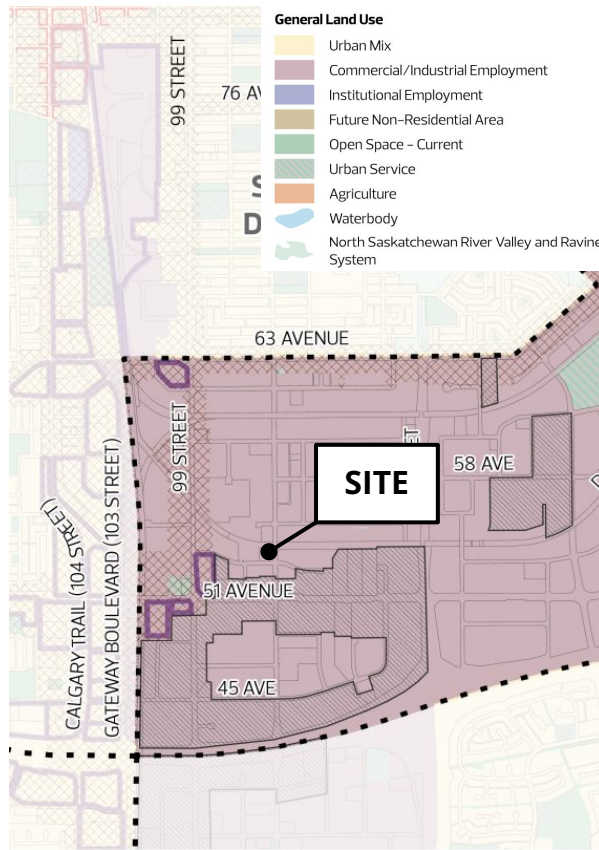 General Land Use
Urban Mix
Commercial/Industrial Employment
Institutional Employment
Future Non-Residential Area
Open Space - Current
Urban Service
Agriculture
Waterbody
North Saskatchewan River Valley and Ravine
System
99 STREET
76 AV
S
D
63 AVENUE
99 STREET
ET
58 AVE
SITE
CALGARY TRAIL (104 STREET)
GATEWAY BOULEVARD (103 STREET)
51 AVENUE
45 AVE